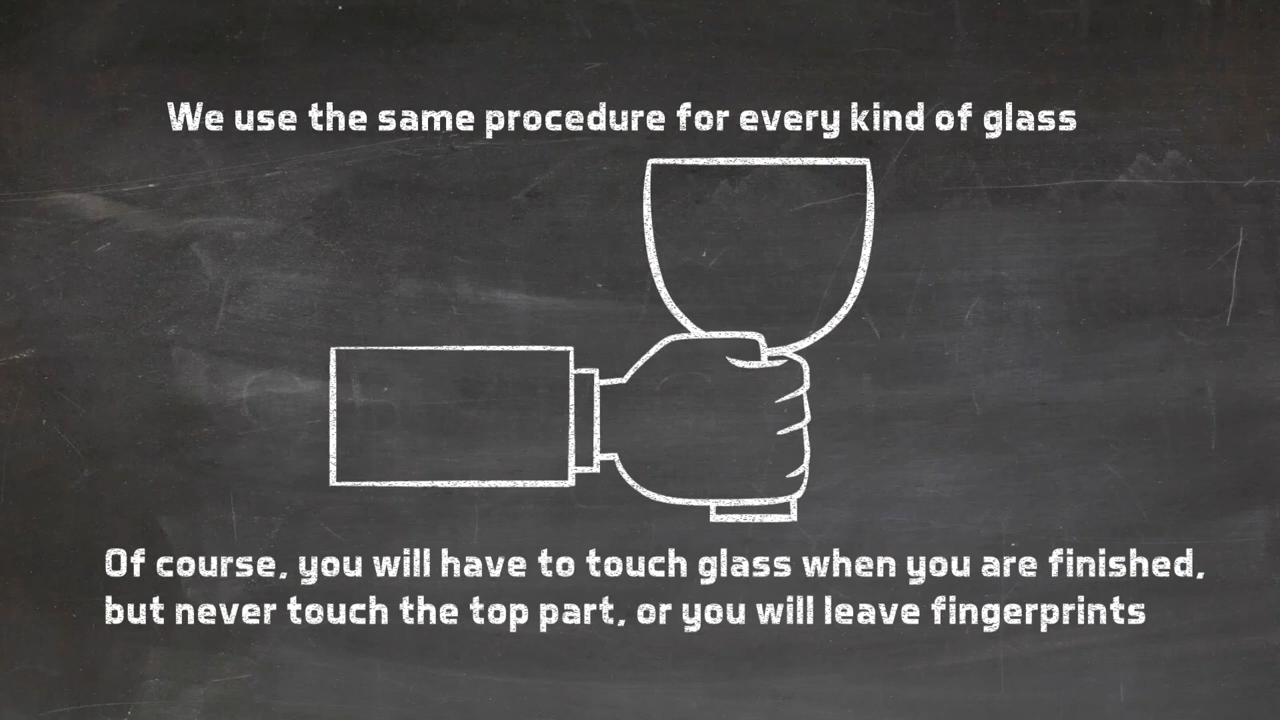 We use the same procedure for every kind of glass
Of course, you will have to touch glass when you are finished,
but never touch the top part, or you will leave fingerprints